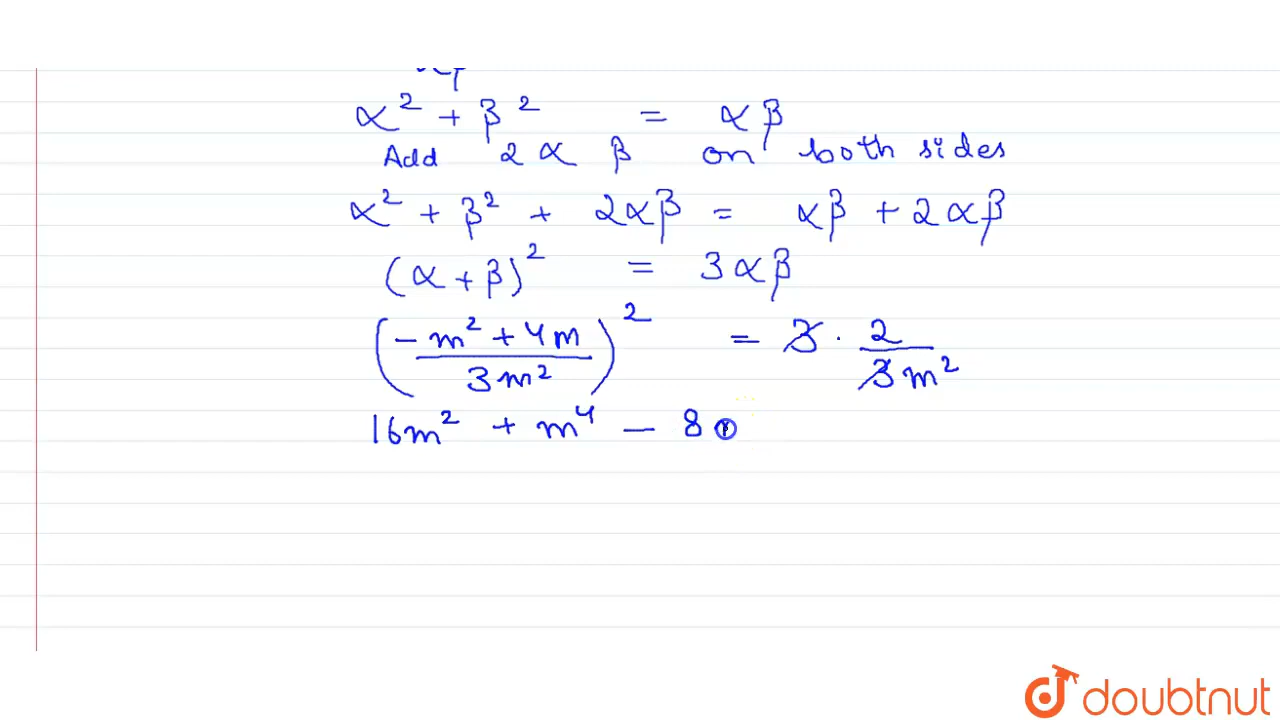 αβ
α² + β² = αβ
Add 2αβ on both sides
α² + β² + 2αβ = αβ + 2αβ
(α + β)² = 3αβ
((-m² + 4m)/(3m²))² = 3 · 2/(3m²)
16m² + m⁴ - 8
doubtnut